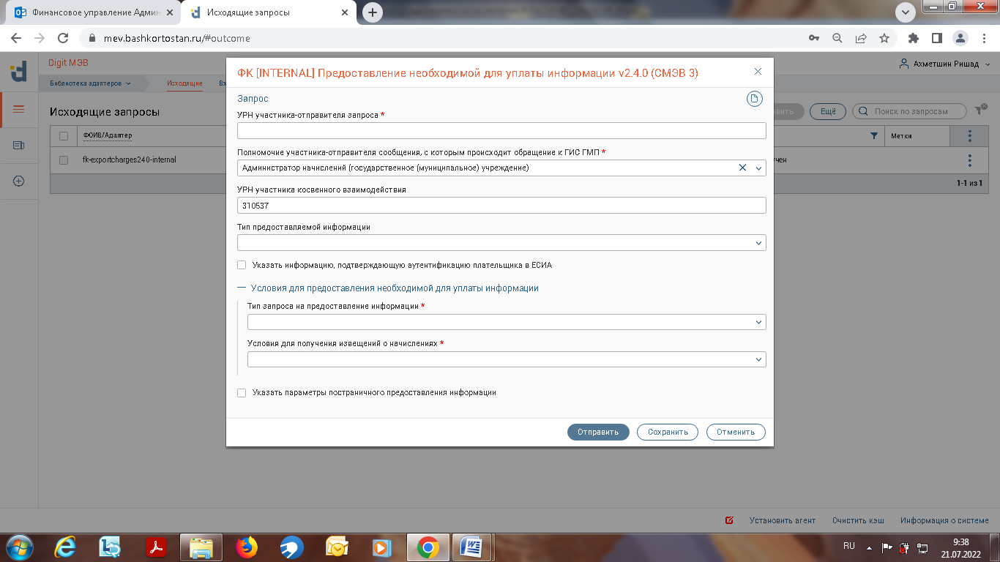 Финансовое управление Админ
Исходящие запросы
mev.bashkortostan.ru/#outcome
Digit МЭВ
Ахметшин Ришад
Библиотека адаптеров
Исходящие
Вх
Исходящие запросы
вить
Ещё
Поиск по запросам
ФОИВ/Адаптер
Метки
fk-exportcharges240-internal
чен
1-1 из 1
ФК [INTERNAL] Предоставление необходимой для уплаты информации v2.4.0 (СМЭВ 3)
Запрос
УРН участника-отправителя запроса *
Полномочие участника-отправителя сообщения, с которым происходит обращение к ГИС ГМП *
Администратор начислений (государственное (муниципальное) учреждение)
УРН участника косвенного взаимодействия
310537
Тип предоставляемой информации
Указать информацию, подтверждающую аутентификацию плательщика в ЕСИА
Условия для предоставления необходимой для уплаты информации
Тип запроса на предоставление информации *
Условия для получения извещений о начислениях *
Указать параметры постраничного предоставления информации
Отправить
Сохранить
Отменить
Установить агент
Очистить кэш
Информация о системе
RU
9:38
21.07.2022